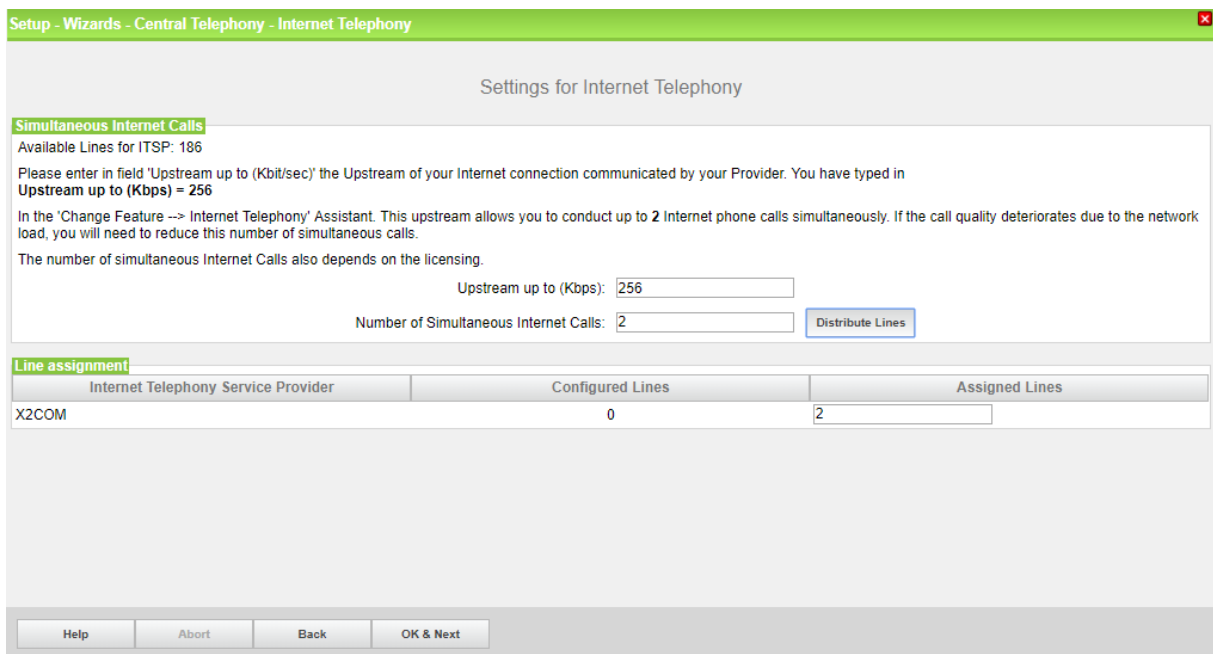 Setup - Wizards - Central Telephony - Internet Telephony
Settings for Internet Telephony
Simultaneous Internet Calls
Available Lines for ITSP: 186
Please enter in field 'Upstream up to (Kbit/sec)' the Upstream of your Internet connection communicated by your Provider. You have typed in
Upstream up to (Kbps) = 256
In the 'Change Feature --> Internet Telephony' Assistant. This upstream allows you to conduct up to 2 Internet phone calls simultaneously. If the call quality deteriorates due to the network
load, you will need to reduce this number of simultaneous calls.
The number of simultaneous Internet Calls also depends on the licensing.
Upstream up to (Kbps): 256
Number of Simultaneous Internet Calls: 2 Distribute Lines
Line assignment
Internet Telephony Service Provider Configured Lines Assigned Lines
X2COM 0 2
Help Abort Back OK & Next